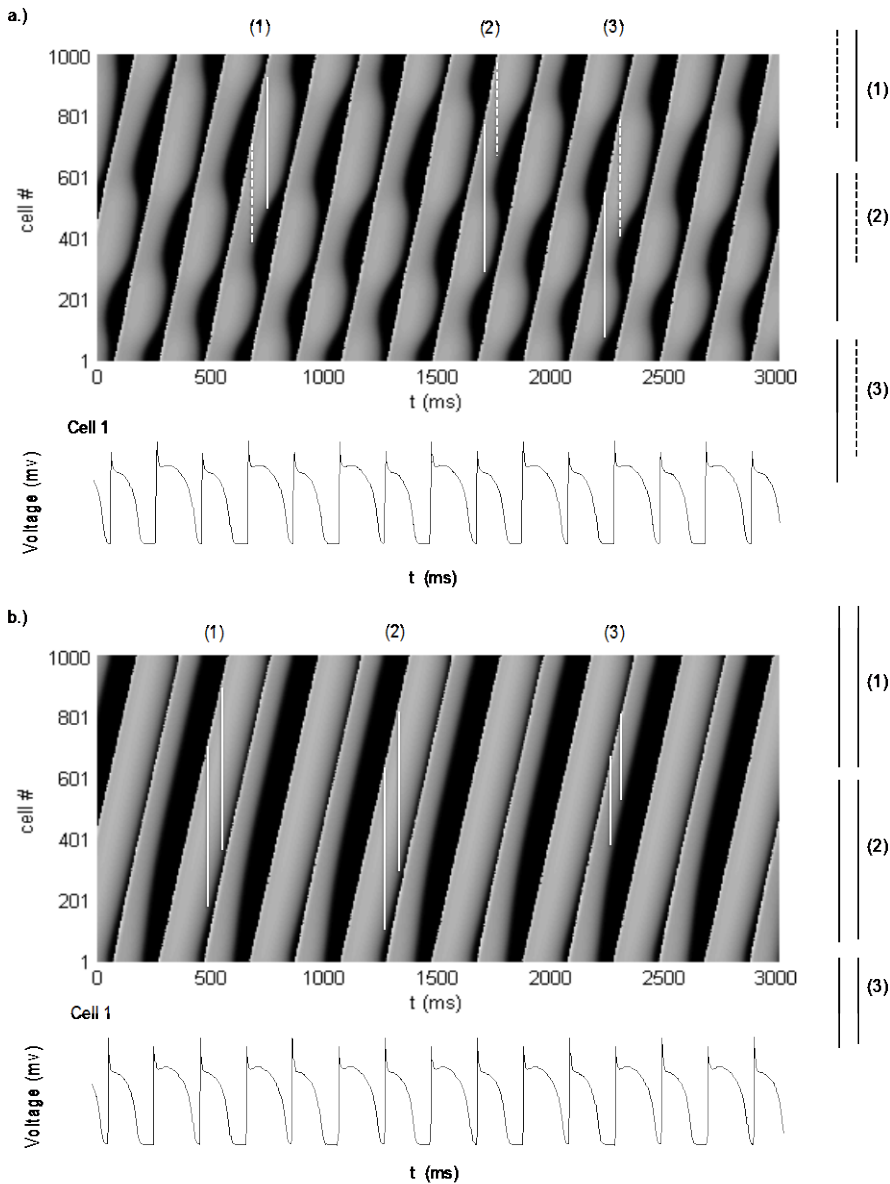 a.)
(1) (2) (3)
1000
801
601
401
201
1
cell #
0 500 1000 1500 2000 2500 3000
t (ms)
(1)
(2)
(3)
Cell 1
Voltage (mv)
t (ms)
b.)
(1) (2) (3)
1000
801
601
401
201
1
cell #
0 500 1000 1500 2000 2500 3000
t (ms)
(1)
(2)
(3)
Cell 1
Voltage (mv)
t (ms)